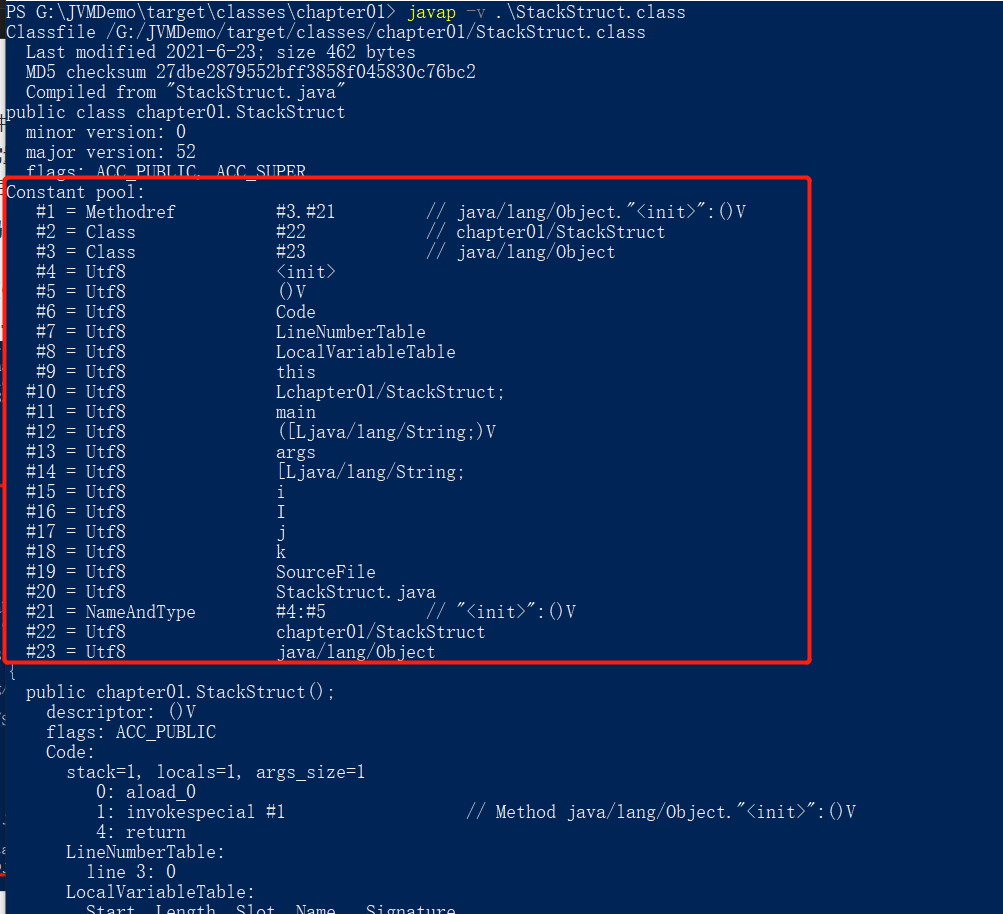 PS G:\JVMDemo\target\classes\chapter01> javap -v .\StackStruct.class
Classfile /G:/JVMDemo/target/classes/chapter01/StackStruct.class
  Last modified 2021-6-23; size 462 bytes
  MD5 checksum 27dbe2879552bff3858f045830c76bc2
  Compiled from "StackStruct.java"
public class chapter01.StackStruct
  minor version: 0
  major version: 52
  flags: ACC_PUBLIC, ACC_SUPER
Constant pool:
   #1 = Methodref          #3.#21         // java/lang/Object."<init>":()V
   #2 = Class              #22            // chapter01/StackStruct
   #3 = Class              #23            // java/lang/Object
   #4 = Utf8               <init>
   #5 = Utf8               ()V
   #6 = Utf8               Code
   #7 = Utf8               LineNumberTable
   #8 = Utf8               LocalVariableTable
   #9 = Utf8               this
  #10 = Utf8               Lchapter01/StackStruct;
  #11 = Utf8               main
  #12 = Utf8               ([Ljava/lang/String;)V
  #13 = Utf8               args
  #14 = Utf8               [Ljava/lang/String;
  #15 = Utf8               i
  #16 = Utf8               I
  #17 = Utf8               j
  #18 = Utf8               k
  #19 = Utf8               SourceFile
  #20 = Utf8               StackStruct.java
  #21 = NameAndType        #4:#5          // "<init>":()V
  #22 = Utf8               chapter01/StackStruct
  #23 = Utf8               java/lang/Object
{
  public chapter01.StackStruct();
    descriptor: ()V
    flags: ACC_PUBLIC
    Code:
      stack=1, locals=1, args_size=1
         0: aload_0
         1: invokespecial #1                  // Method java/lang/Object."<init>":()V
         4: return
      LineNumberTable:
        line 3: 0
      LocalVariableTable:
        Start  Length  Slot  Name   Signature